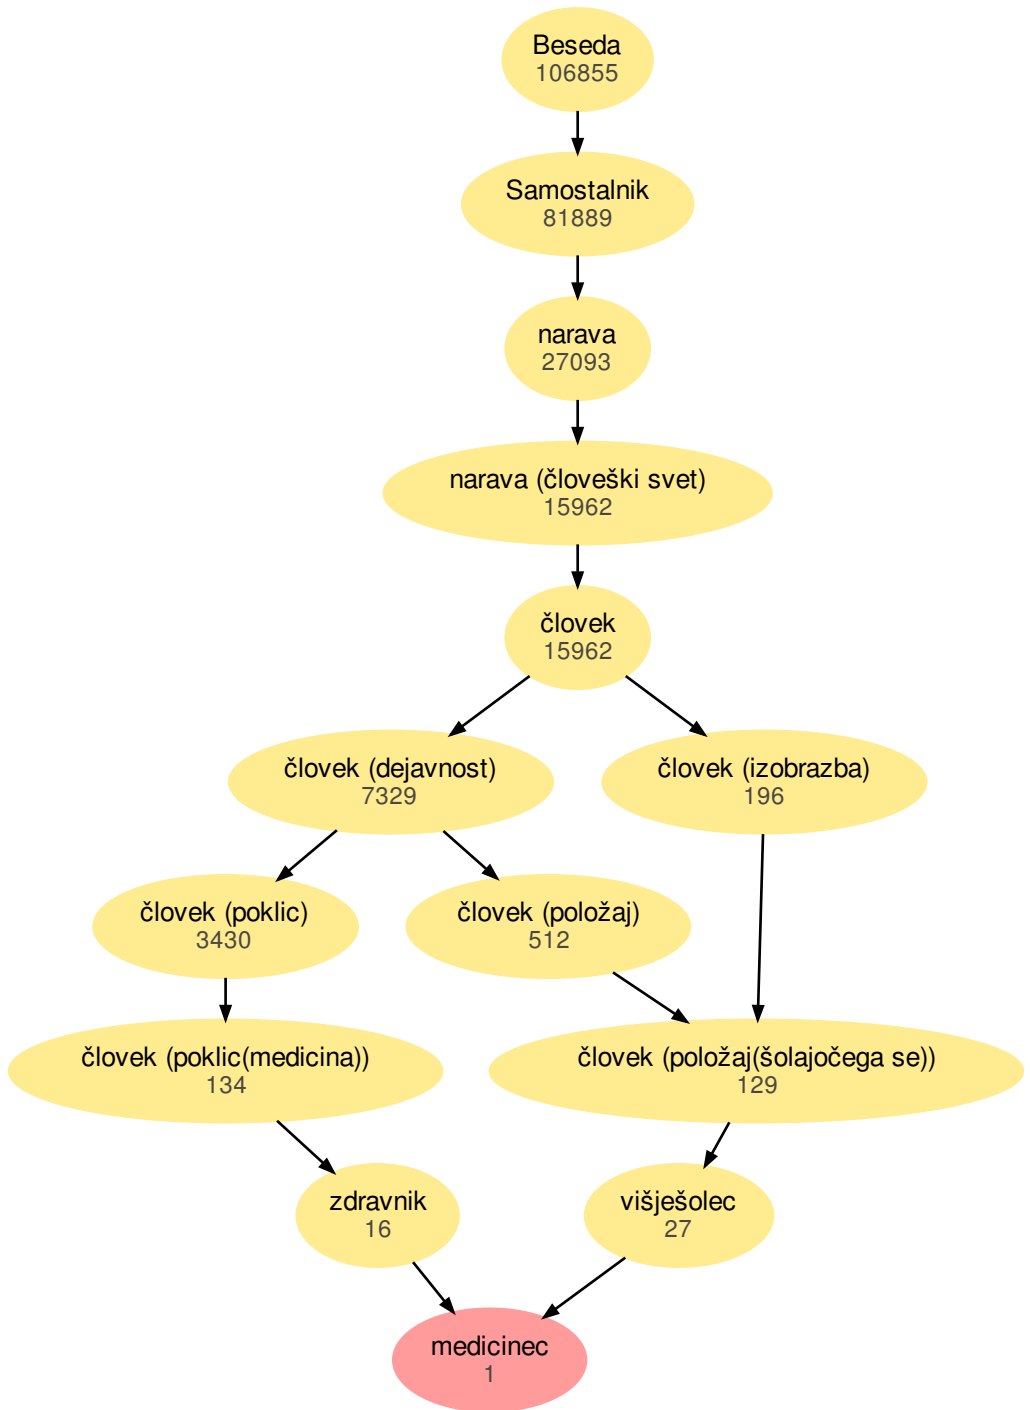 Beseda
106855
Samostalnik
81889
narava
27093
narava (človeški svet)
15962
človek
15962
človek (dejavnost)
7329
človek (izobrazba)
196
človek (poklic)
3430
človek (položaj)
512
človek (poklic(medicina))
134
človek (položaj(šolajočega se))
129
zdravnik
16
višješolec
27
medicinec
1